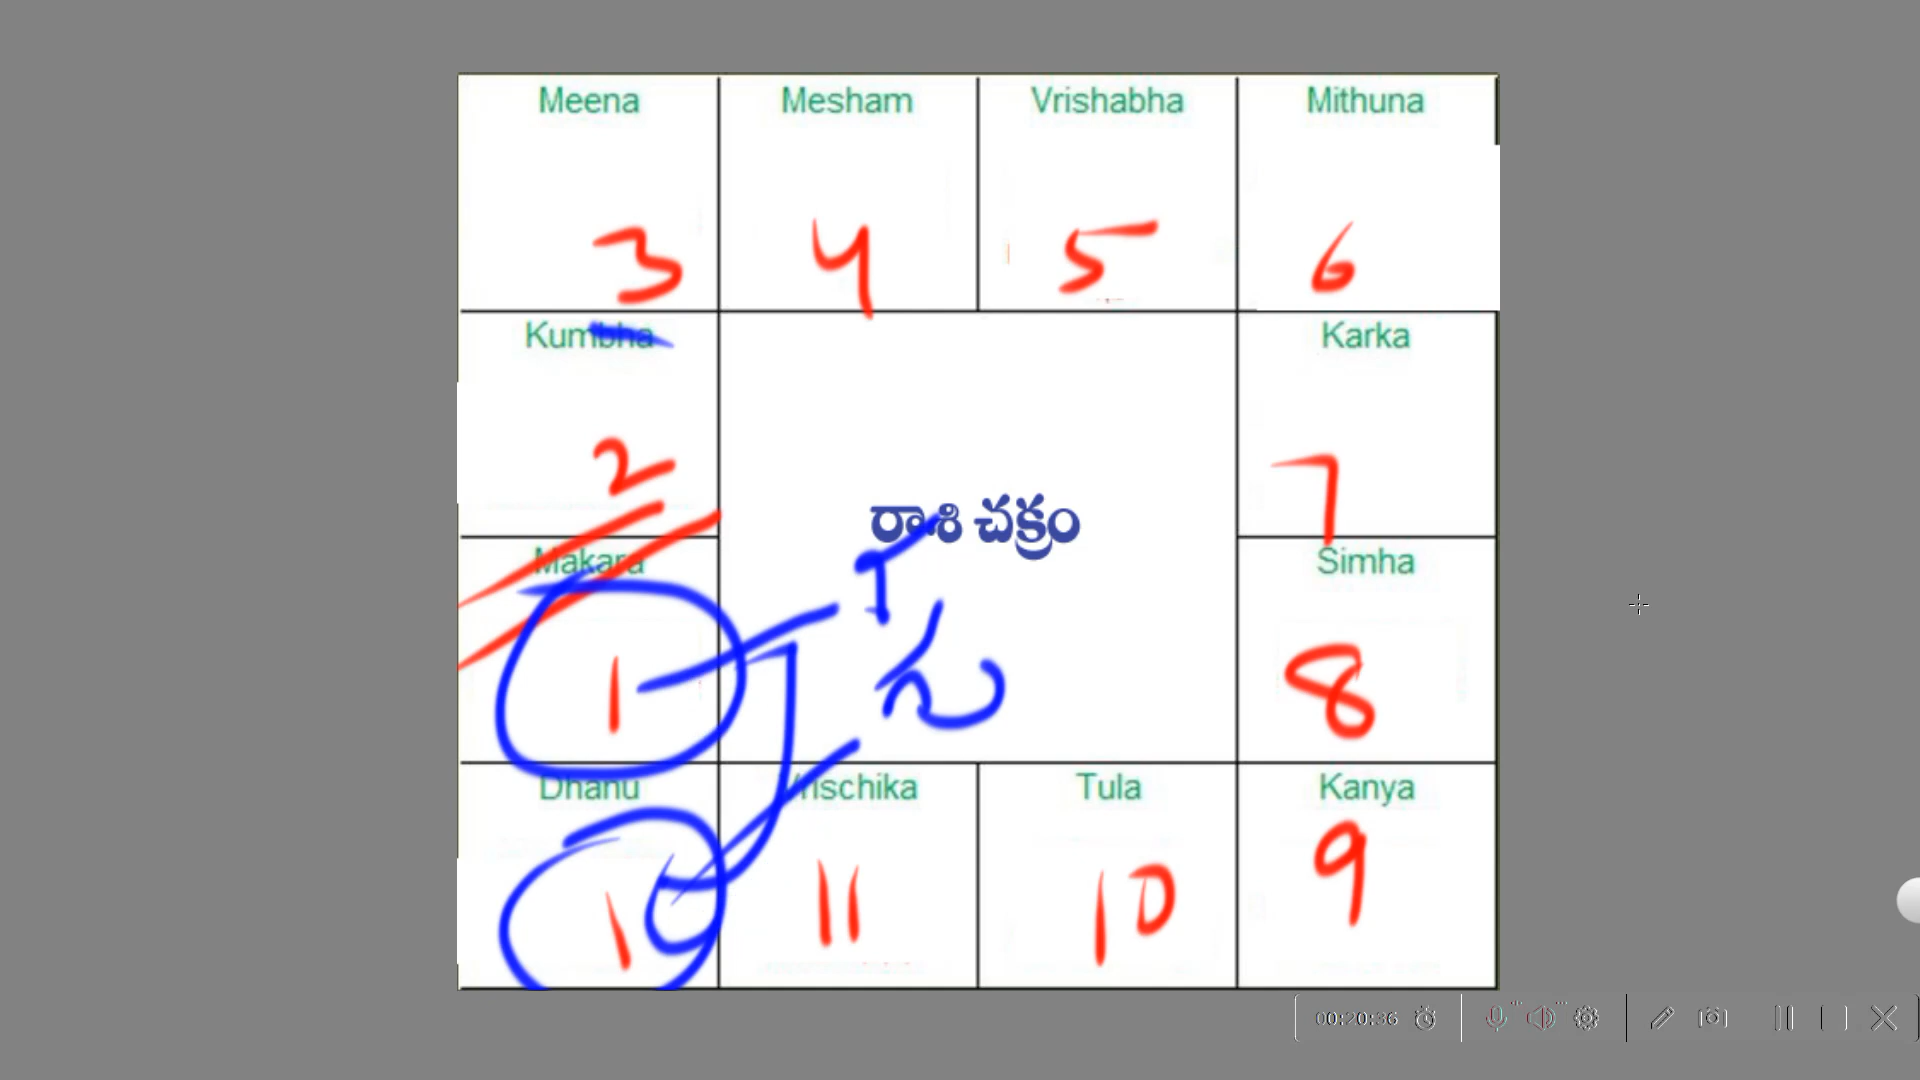 Meena Mesham Vrishabha Mithuna
3 4 5 6
Kumbha Karka
2 7
రాశి చక్రం
Makara Simha
1 8
Dhanu Vrischika Tula Kanya
1 11 10 9
00:20:36